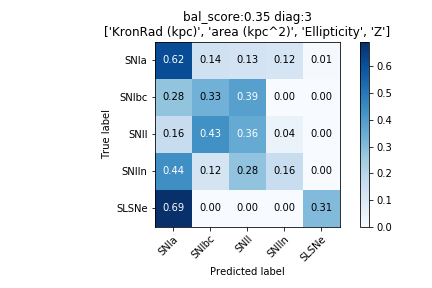 bal_score:0.35 diag:3
['KronRad (kpc)', 'area (kpc^2)', 'Ellipticity', 'Z']
True label
SNIa 0.62 0.14 0.13 0.12 0.01
SNIbc 0.28 0.33 0.39 0.00 0.00
SNII 0.16 0.43 0.36 0.04 0.00
SNIIn 0.44 0.12 0.28 0.16 0.00
SLSNe 0.69 0.00 0.00 0.00 0.31
SNIa SNIbc SNII SNIIn SLSNe
Predicted label
0.6
0.5
0.4
0.3
0.2
0.1
0.0